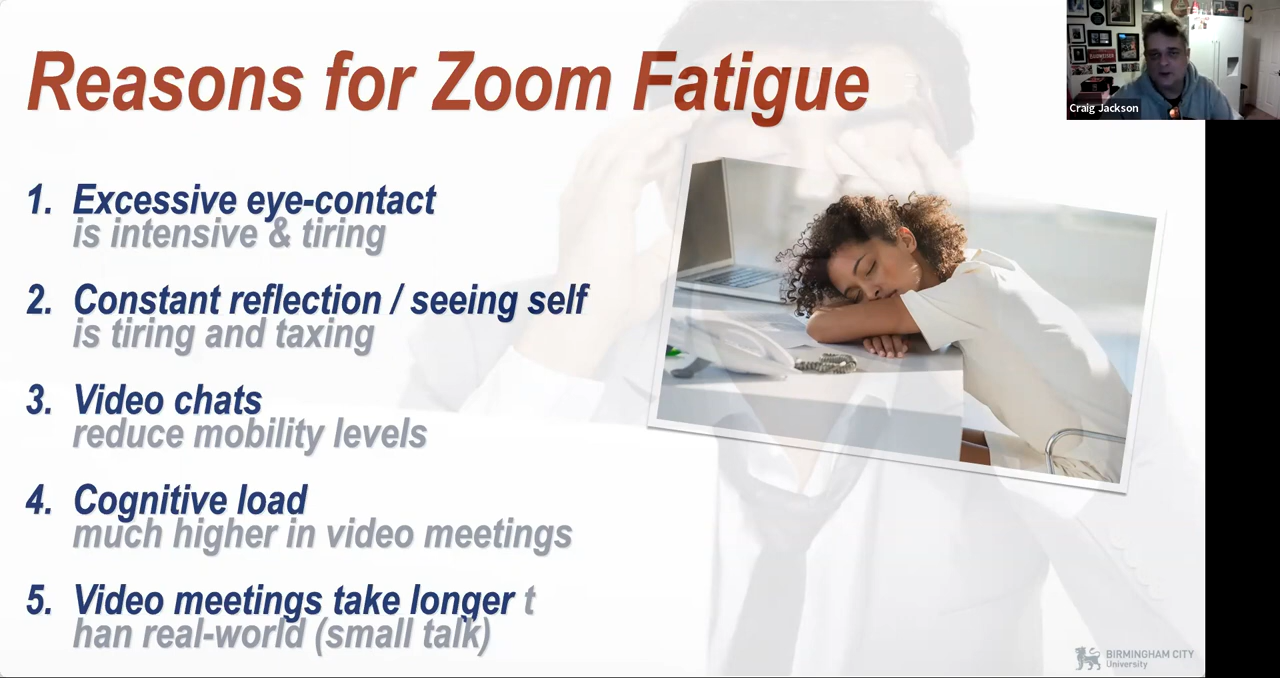 Reasons for Zoom Fatigue
Craig Jackson
1. Excessive eye-contact
is intensive & tiring
2. Constant reflection / seeing self
is tiring and taxing
3. Video chats
reduce mobility levels
4. Cognitive load
much higher in video meetings
5. Video meetings take longer t
han real-world (small talk)
BIRMINGHAM CITY
University